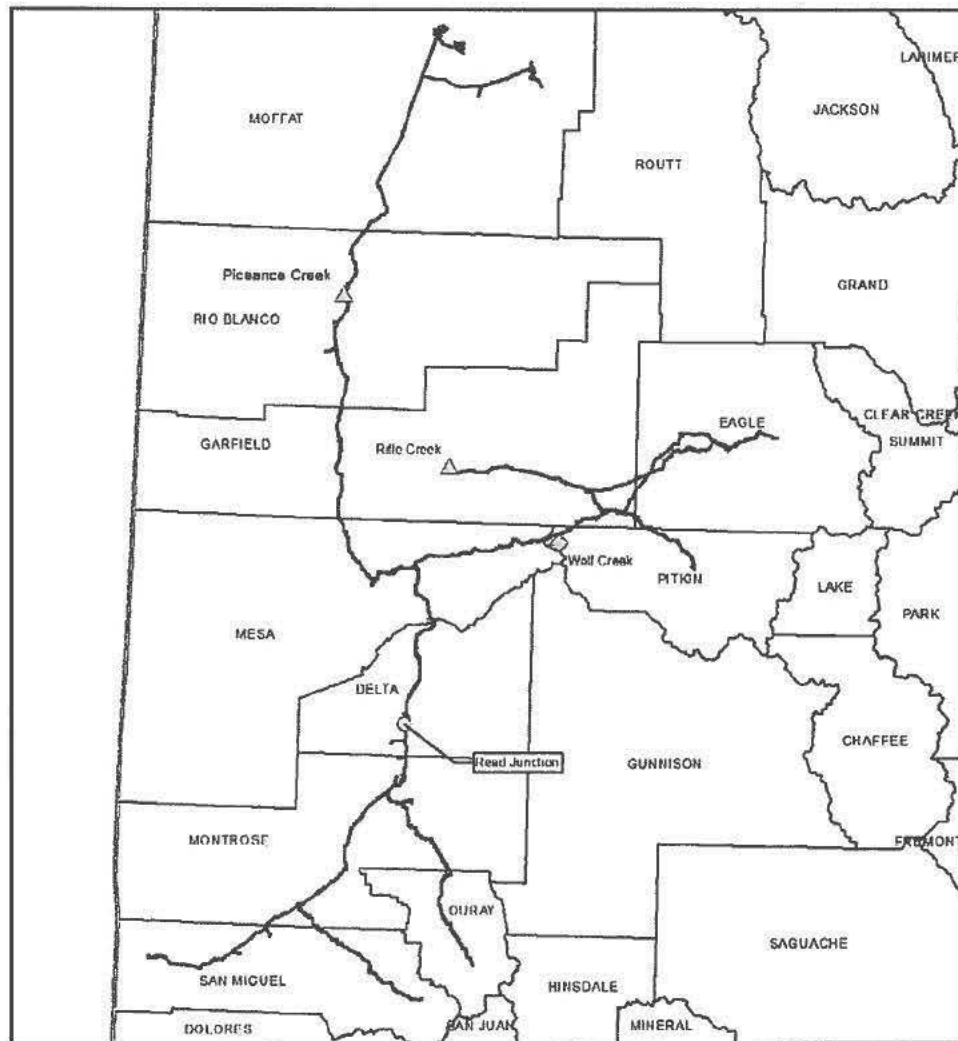 LARIMER
JACKSON
MOFFAT
ROUTT
Piceance Creek
GRAND
RIO BLANCO
CLEAR CREEK
EAGLE
SUMMIT
GARFIELD
Rifle Creek
Wolf Creek
PITKIN
LAKE
PARK
MESA
DELTA
CHAFFEE
Read Junction
GUNNISON
MONTROSE
FREMONT
OURAY
SAGUACHE
SAN MIGUEL
HINSDALE
DOLORES
SAN JUAN
MINERAL